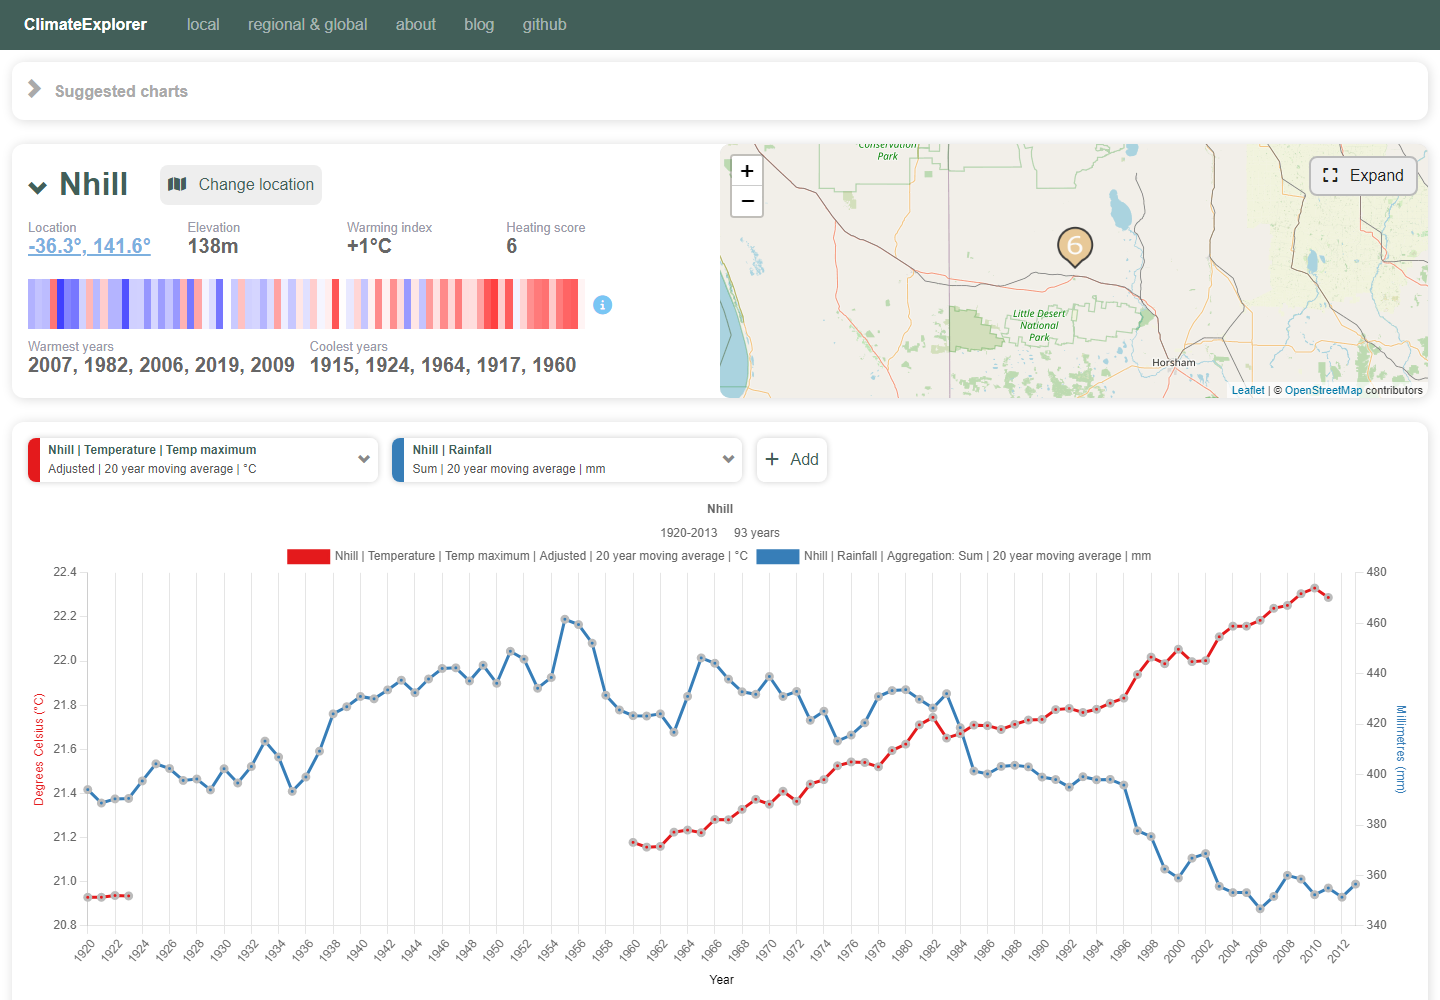 ClimateExplorer local regional & global about blog github
Suggested charts
Nhill Change location
Location Elevation Warming index Heating score
-36.3°, 141.6° 138m +1°C 6
Warmest years Coolest years
2007, 1982, 2006, 2019, 2009 1915, 1924, 1964, 1917, 1960
Conservation
Park
+
−
Expand
6
Little Desert
National
Park
Horsham
Leaflet | © OpenStreetMap contributors
Nhill | Temperature | Temp maximum
Adjusted | 20 year moving average | °C
Nhill | Rainfall
Sum | 20 year moving average | mm
+ Add
Nhill
1920-2013 93 years
Nhill | Temperature | Temp maximum | Adjusted | 20 year moving average | °C Nhill | Rainfall | Aggregation: Sum | 20 year moving average | mm
22.4
22.2
22.0
21.8
21.6
21.4
21.2
21.0
20.8
Degrees Celsius (°C)
480
460
440
420
400
380
360
340
Millimetres (mm)
1920 1922 1924 1926 1928 1930 1932 1934 1936 1938 1940 1942 1944 1946 1948 1950 1952 1954 1956 1958 1960 1962 1964 1966 1968 1970 1972 1974 1976 1978 1980 1982 1984 1986 1988 1990 1992 1994 1996 1998 2000 2002 2004 2006 2008 2010 2012
Year